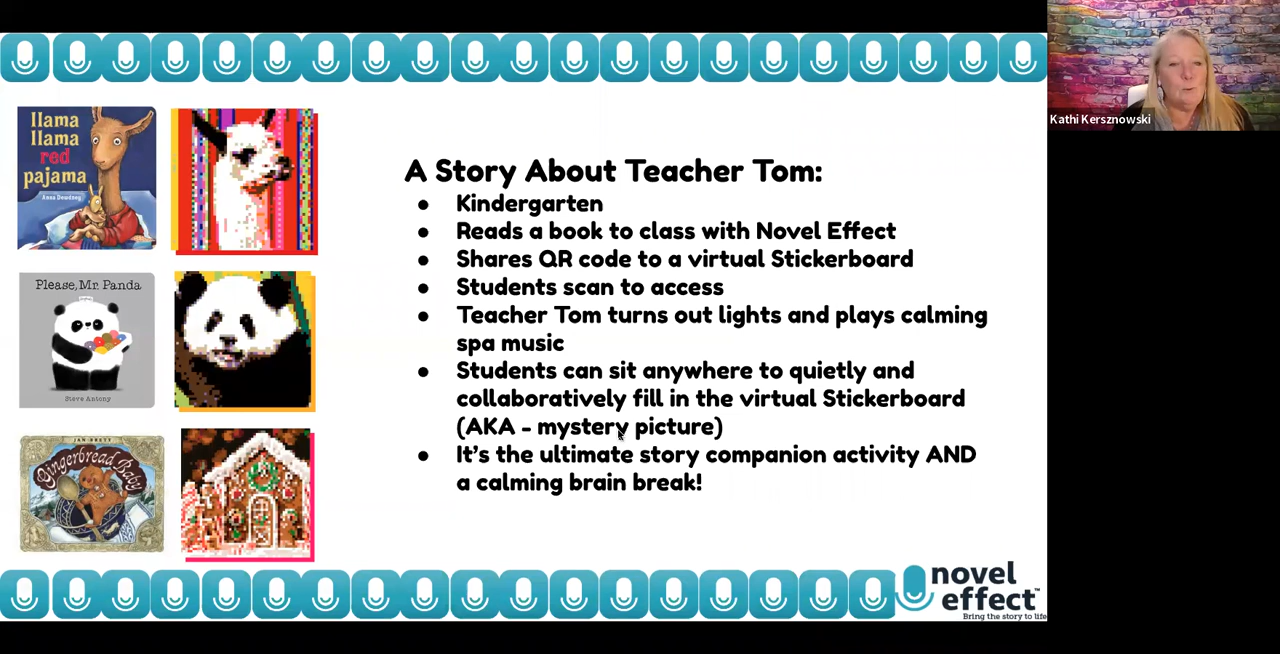 Kathi Kersznowski
llama
llama
red
pajama
Anna Dewdney
A Story About Teacher Tom:
● Kindergarten
● Reads a book to class with Novel Effect
● Shares QR code to a virtual Stickerboard
● Students scan to access
● Teacher Tom turns out lights and plays calming
spa music
● Students can sit anywhere to quietly and
collaboratively fill in the virtual Stickerboard
(AKA - mystery picture)
● It's the ultimate story companion activity AND
a calming brain break!
Please, Mr. Panda
Steve Antony
JAN BRETT
Gingerbread Baby
novel
effect™
Bring the story to life